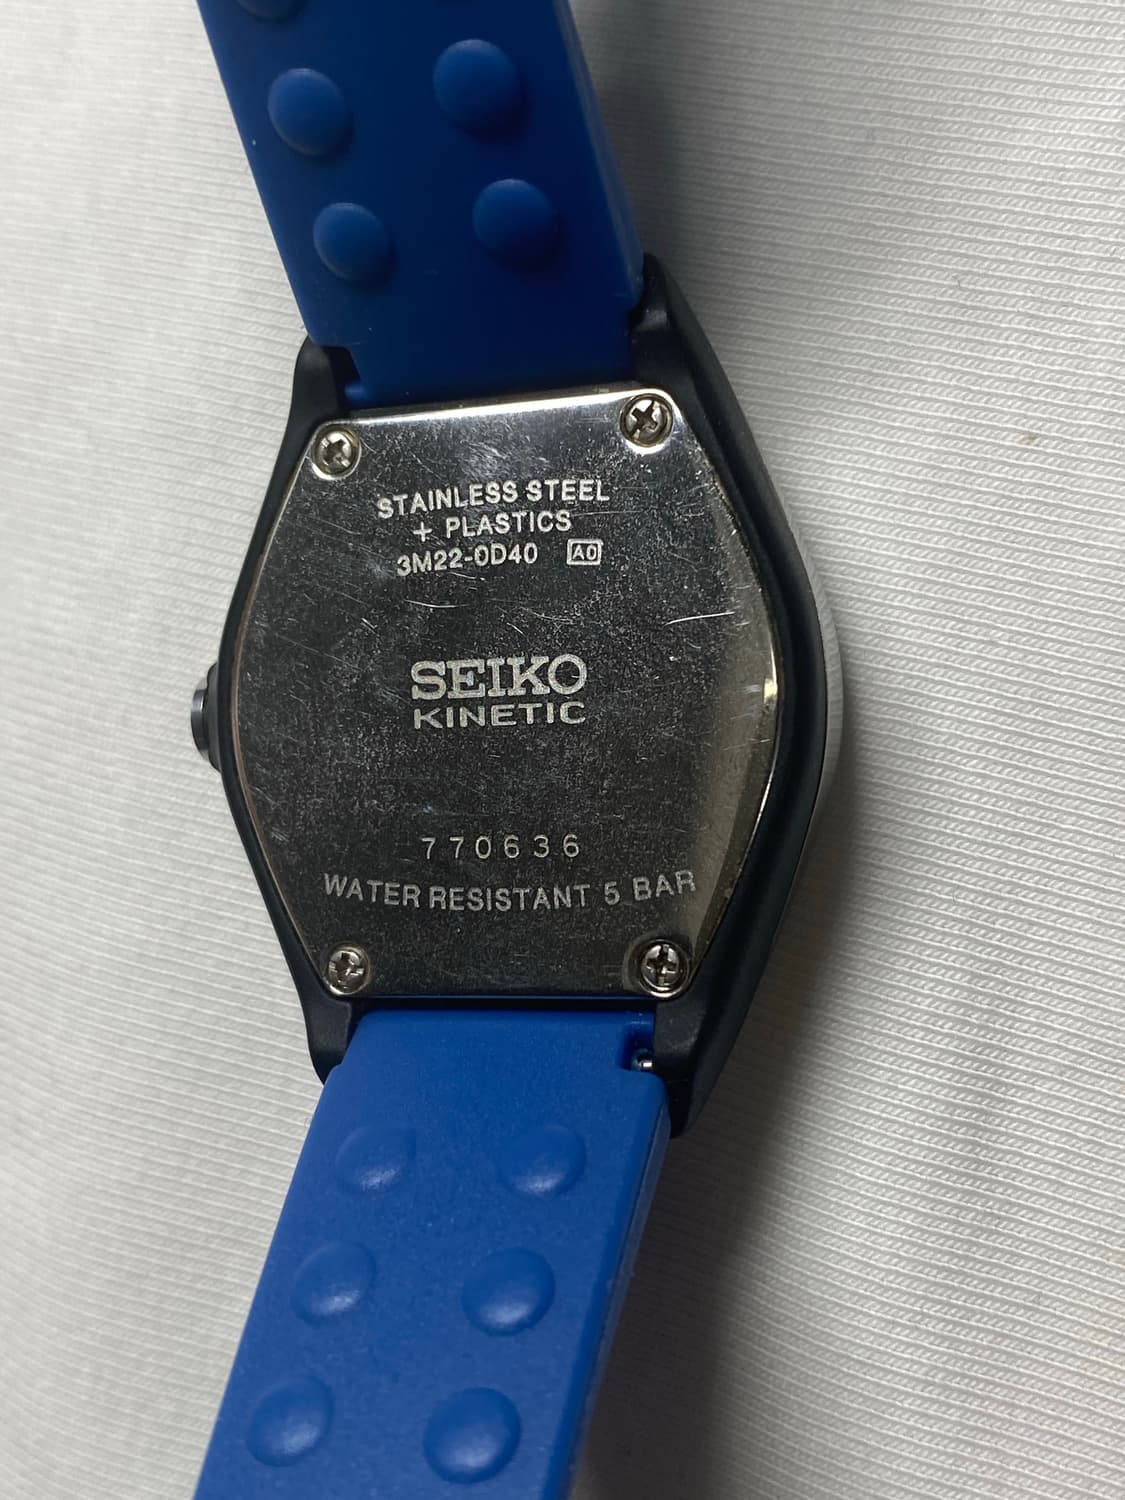 STAINLESS STEEL
+ PLASTICS
3M22-0D40 A0
SEIKO
KINETIC
770636
WATER RESISTANT 5 BAR